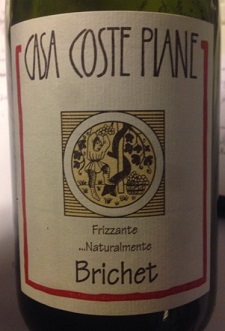 CASA COSTE PIANE
Frizzante
...Naturalmente
Brichet